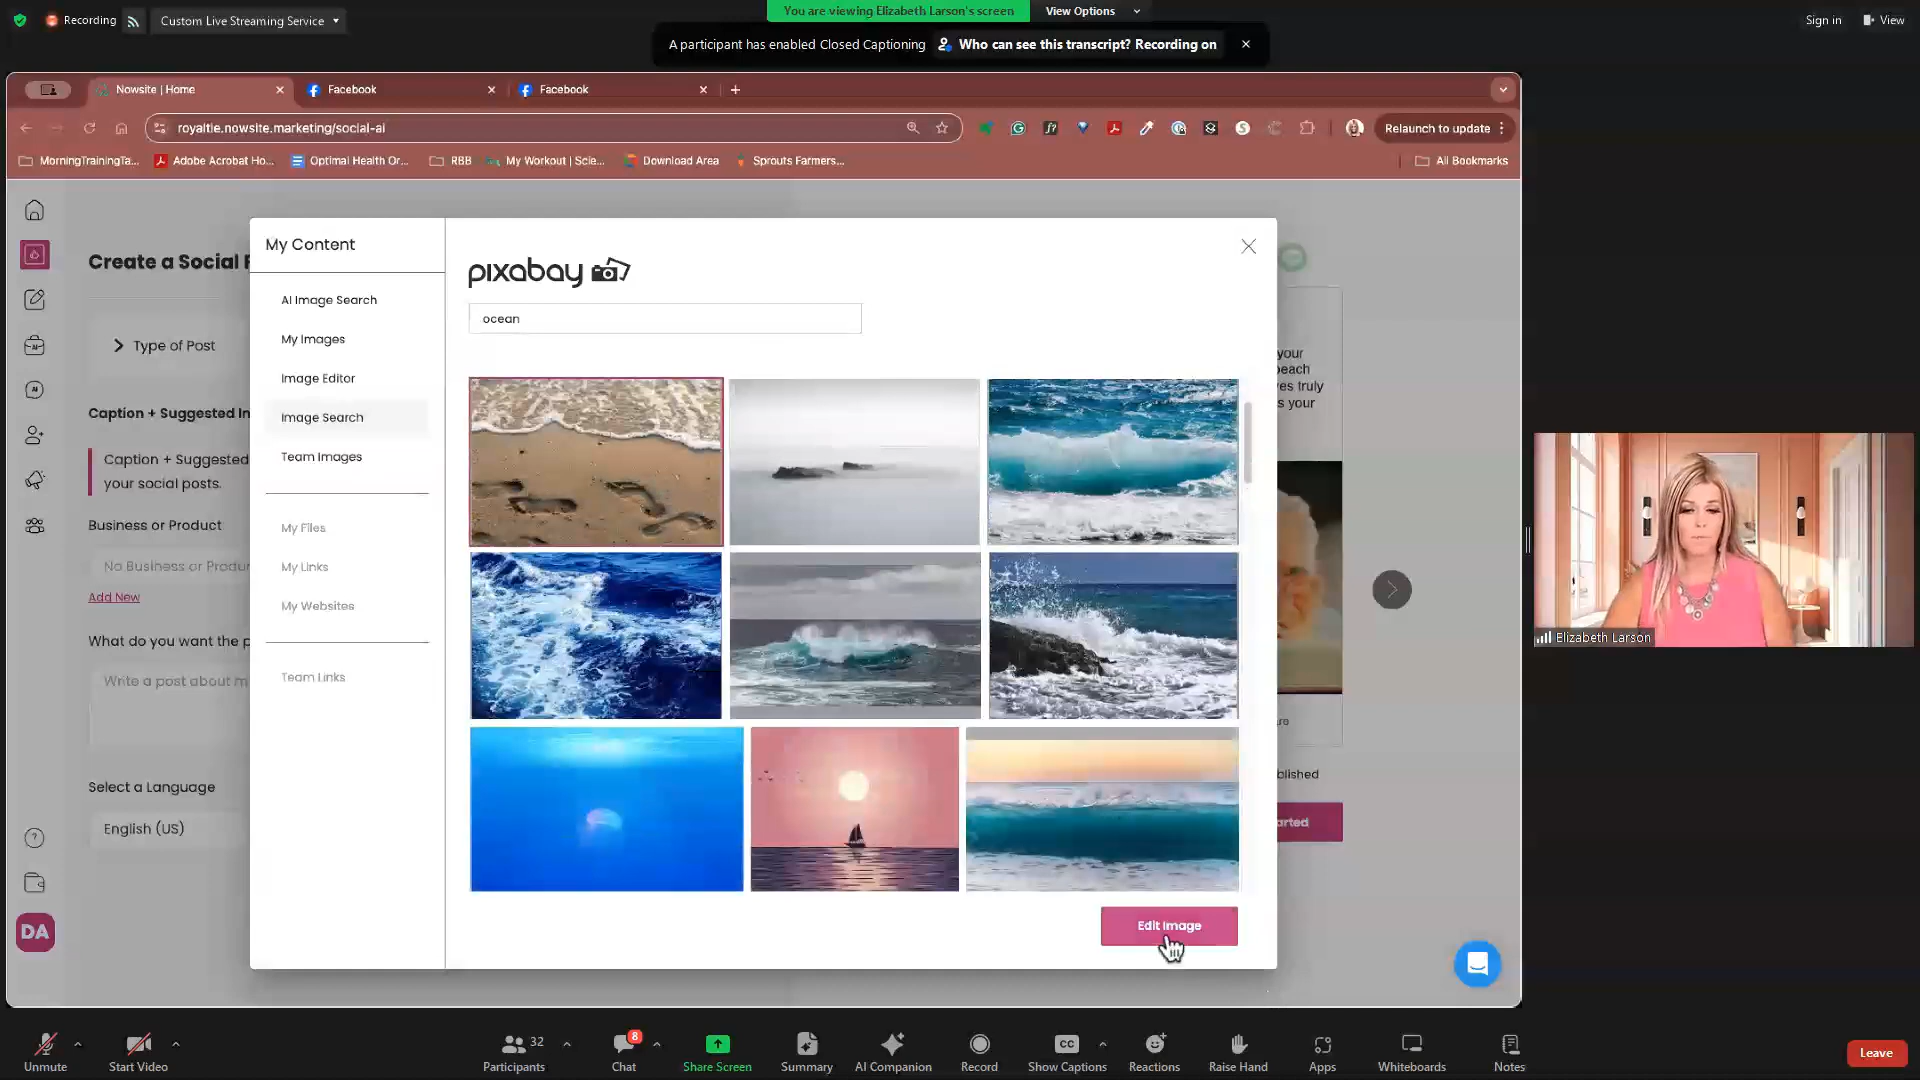 Recording
Custom Live Streaming Service
You are viewing Elizabeth Larson's screen
View Options
Sign in
View
A participant has enabled Closed Captioning
Who can see this transcript? Recording on
Nowsite | Home
Facebook
Facebook
royaltie.nowsite.marketing/social-ai
Relaunch to update
MorningTrainingTa...
Adobe Acrobat Ho...
Optimal Health Or...
RBB
My Workout | Scie...
Download Area
Sprouts Farmers...
All Bookmarks
Create a Social
Type of Post
Caption + Suggested
Caption + Suggested
your social posts.
Business or Product
No Business or
Add New
What do you want the
Write a post about
Select a Language
English (US)
DA
My Content
AI Image Search
My Images
Image Editor
Image Search
Team Images
My Files
My Links
My Websites
Team Links
pixabay
ocean
Edit Image
your
truly
your
Elizabeth Larson
Unmute
Start Video
32
Participants
8
Chat
Share Screen
Summary
AI Companion
Record
CC
Show Captions
Reactions
Raise Hand
Apps
Whiteboards
Notes
Leave